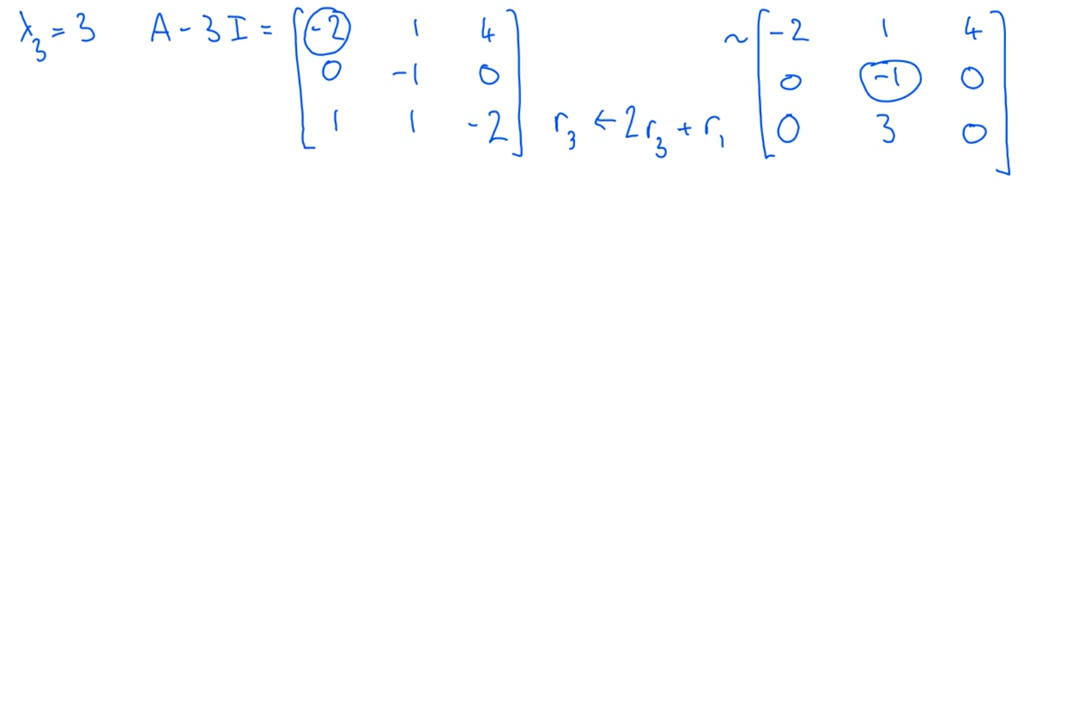 λ₃ = 3 A - 3I = [-2 1 4 ~ [-2 1 4
0 -1 0 0 -1 0
1 1 -2] r₃ ← 2r₃ + r₁ 0 3 0]